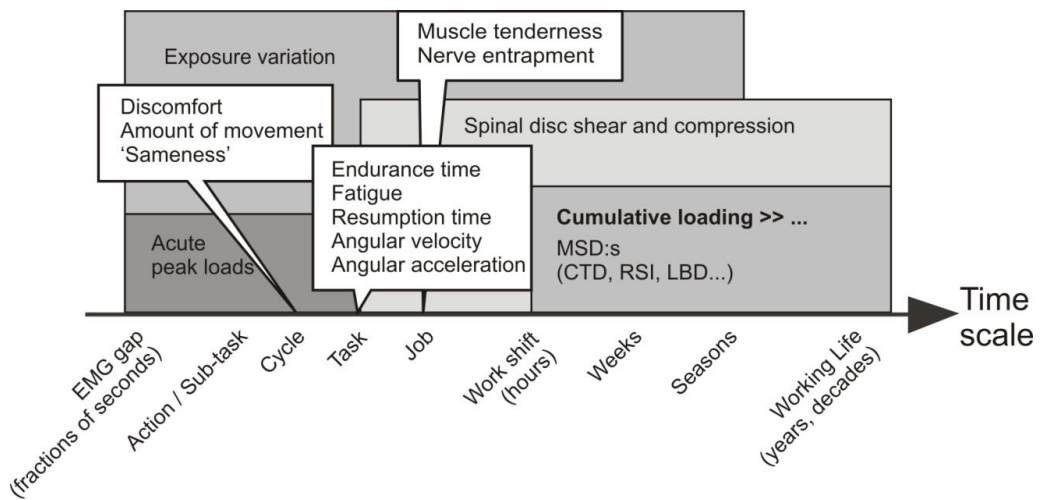 Muscle tenderness
Nerve entrapment
Exposure variation
Discomfort
Amount of movement
‘Sameness’
Spinal disc shear and compression
Endurance time
Fatigue
Resumption time
Angular velocity
Angular acceleration
Cumulative loading >> ...
MSD:s
(CTD, RSI, LBD...)
Acute
peak loads
Time
scale
EMG gap
(fractions of seconds)
Action / Sub-task
Cycle
Task
Job
Work shift
(hours)
Weeks
Seasons
Working Life
(years, decades)